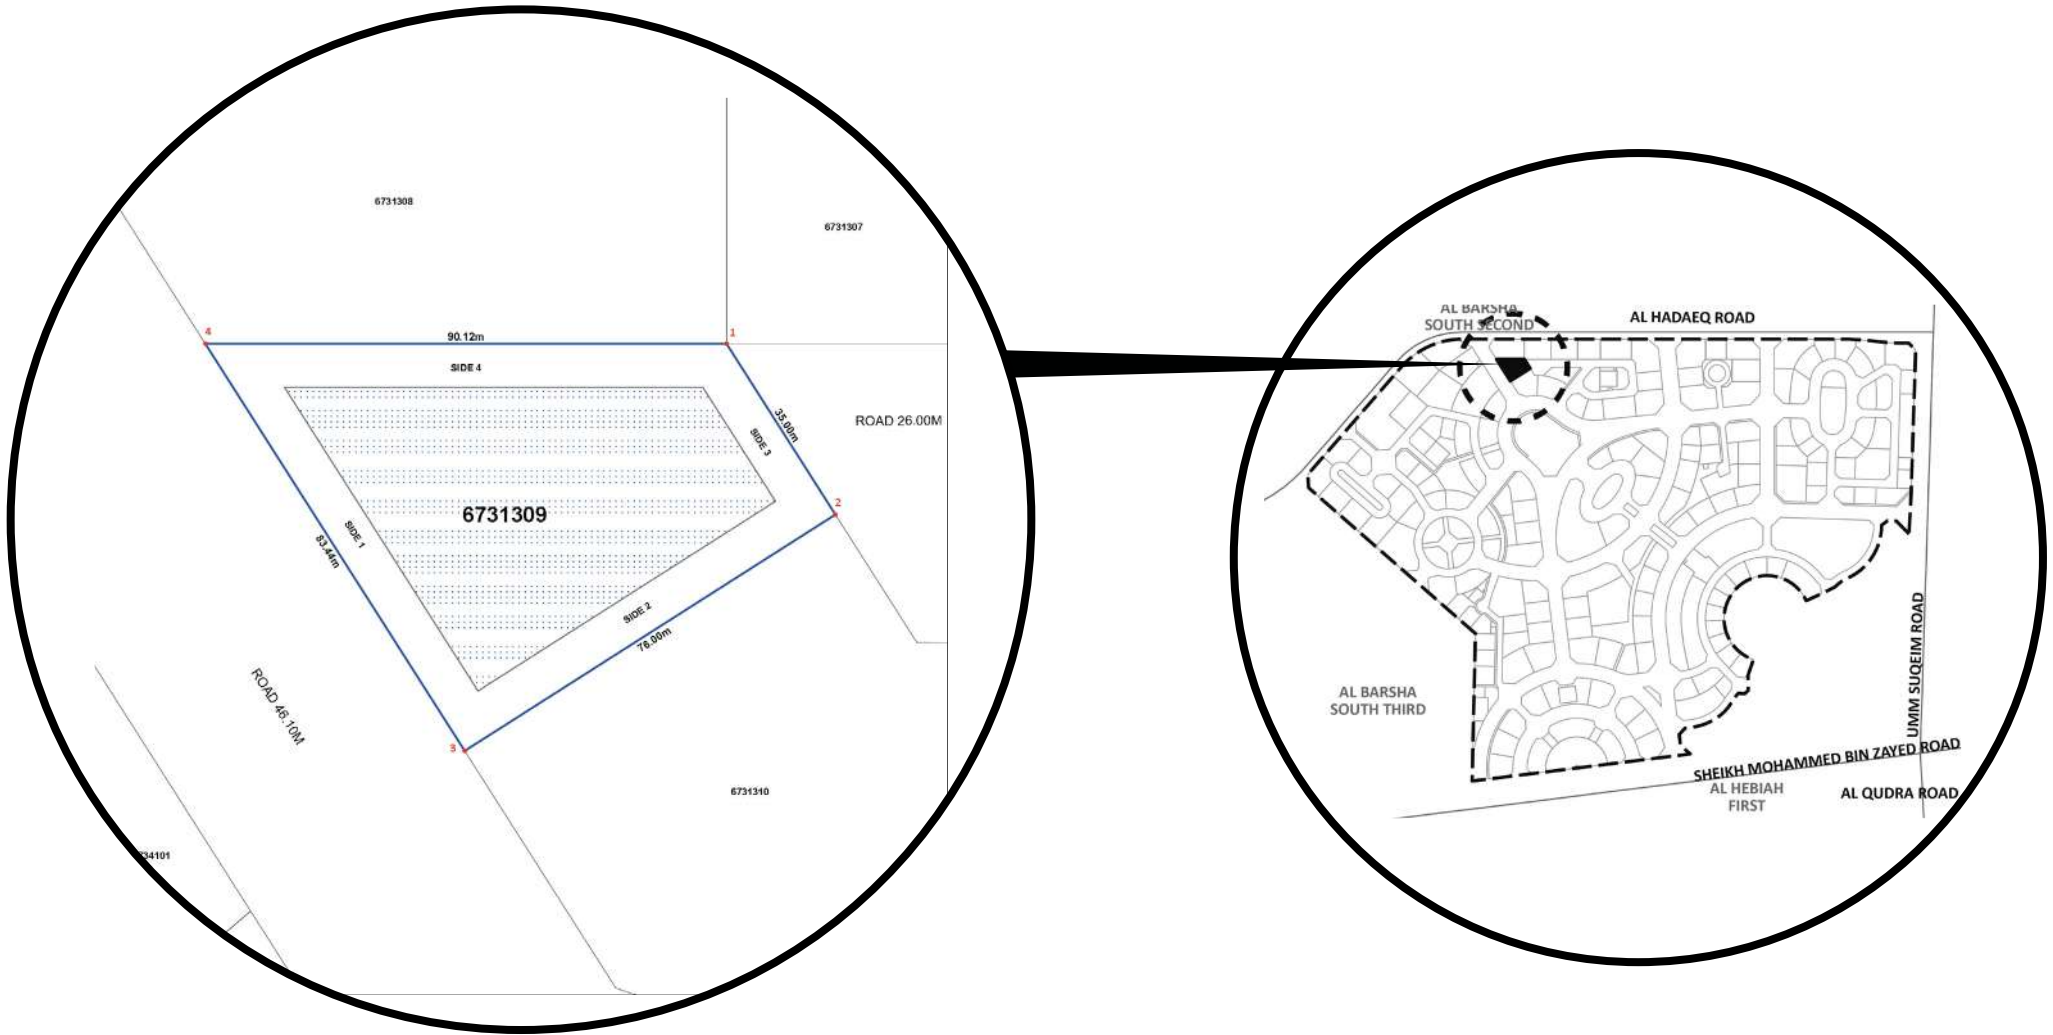 6731308
6731307
4
90.12m
1
SIDE 4
35.00m
SIDE 3
ROAD 26.00M
2
6731309
SIDE 1
83.44m
SIDE 2
76.00m
3
ROAD 46.10M
6731310
34101
AL BARSHA
SOUTH SECOND
AL HADAEQ ROAD
UMM SUQEIM ROAD
AL BARSHA
SOUTH THIRD
SHEIKH MOHAMMED BIN ZAYED ROAD
AL HEBIAH
FIRST
AL QUDRA ROAD